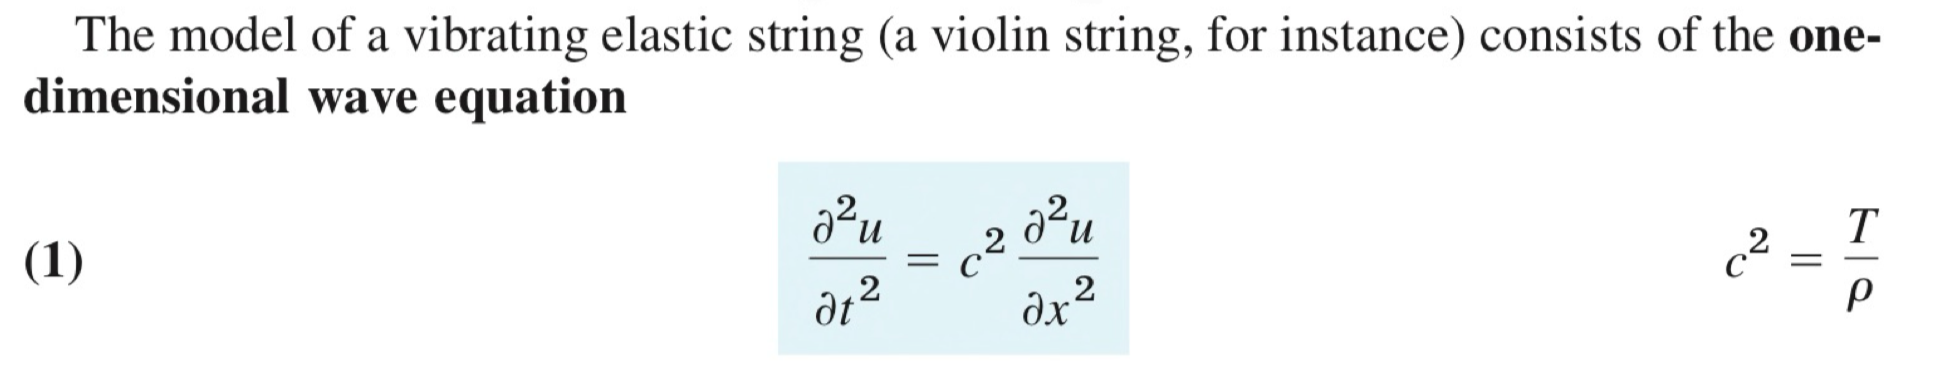 The model of a vibrating elastic string (a violin string, for instance) consists of the one-
dimensional wave equation
(1) ∂²u/∂t² = c² ∂²u/∂x² c² = T/ρ